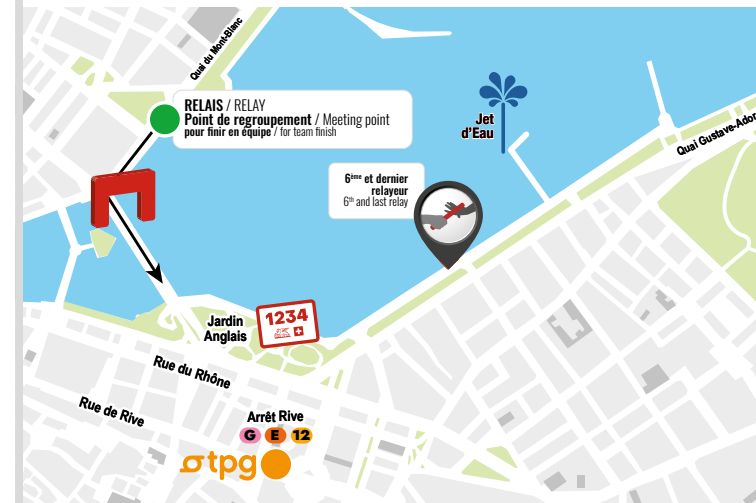 Quai du Mont-Blanc
RELAIS / RELAY
Point de regroupement / Meeting point
pour finir en équipe / for team finish
Jet
d'Eau
Quai Gustave-Ador
6ème et dernier
relayeur
6th and last relay
1234
Jardin
Anglais
Rue du Rhône
Rue de Rive
Arrêt Rive
G E 12
tpg